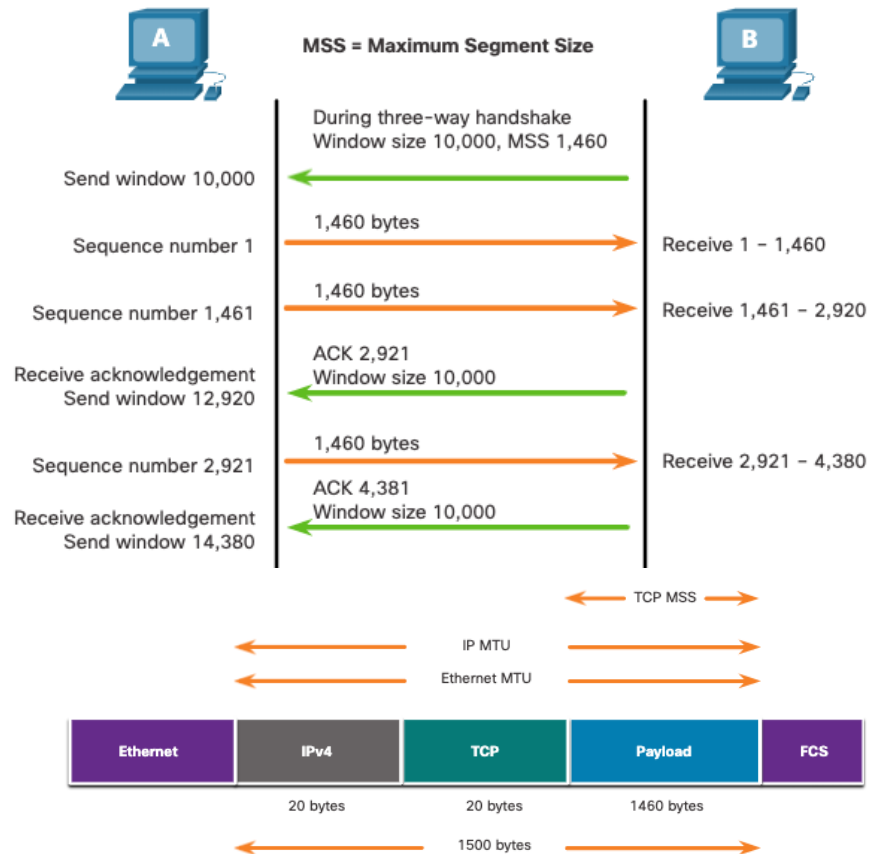 A
MSS = Maximum Segment Size
B
During three-way handshake
Window size 10,000, MSS 1,460
Send window 10,000
1,460 bytes
Sequence number 1
Receive 1 – 1,460
1,460 bytes
Sequence number 1,461
Receive 1,461 – 2,920
ACK 2,921
Window size 10,000
Receive acknowledgement
Send window 12,920
1,460 bytes
Sequence number 2,921
Receive 2,921 – 4,380
ACK 4,381
Window size 10,000
Receive acknowledgement
Send window 14,380
TCP MSS
IP MTU
Ethernet MTU
Ethernet
IPv4
TCP
Payload
FCS
20 bytes
20 bytes
1460 bytes
1500 bytes